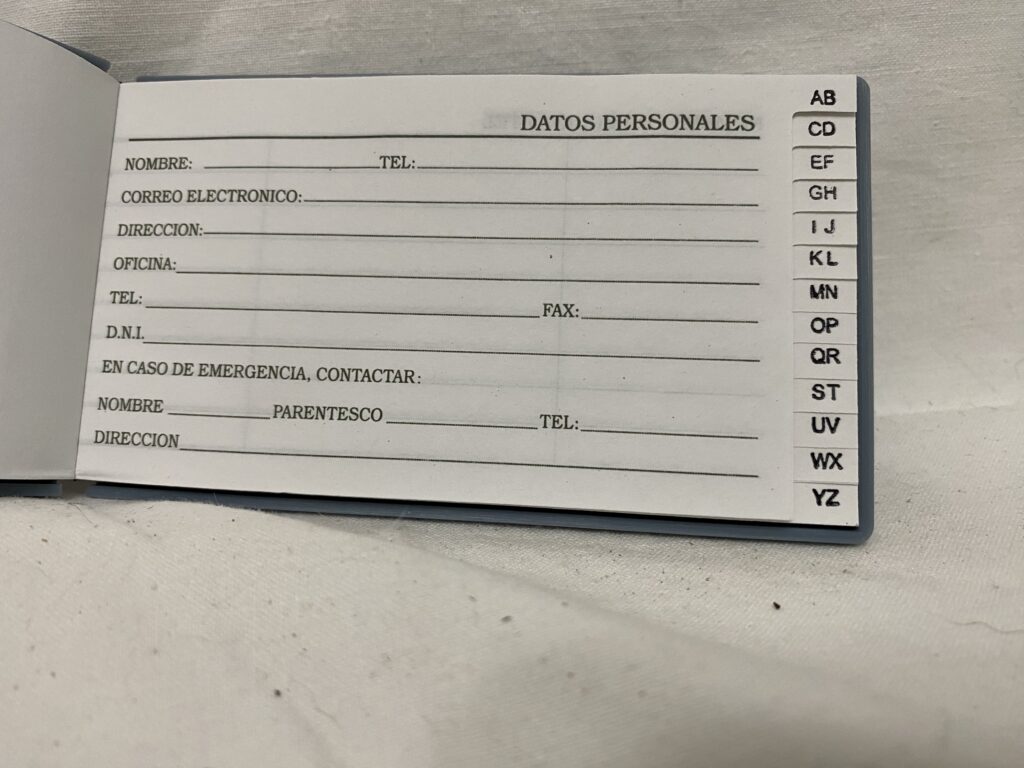 DATOS PERSONALES
NOMBRE: TEL:
CORREO ELECTRONICO:
DIRECCION:
OFICINA:
TEL: FAX:
D.N.I.
EN CASO DE EMERGENCIA, CONTACTAR:
NOMBRE PARENTESCO TEL:
DIRECCION
AB
CD
EF
GH
IJ
KL
MN
OP
QR
ST
UV
WX
YZ